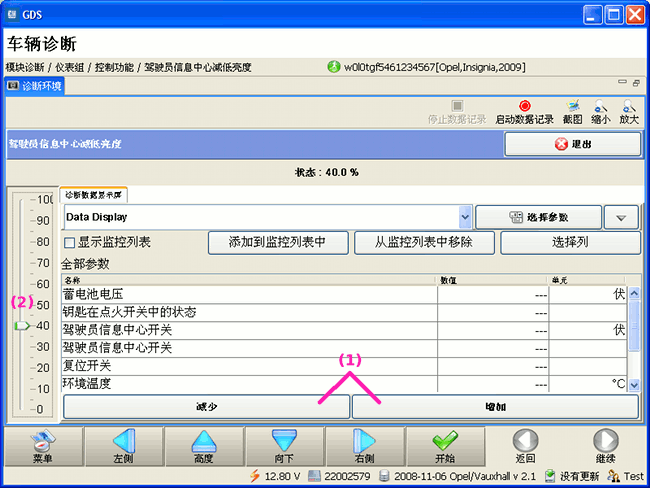 GDS
车辆诊断
模块诊断 / 仪表组 / 控制功能 / 驾驶员信息中心减低亮度
w0l0tgf5461234567[Opel,Insignia,2009]
诊断环境
停止数据记录 启动数据记录 截图 缩小 放大
驾驶员信息中心减低亮度
退出
状态 : 40.0 %
诊断数据显示屏
Data Display
选择参数
显示监控列表 添加到监控列表中 从监控列表中移除 选择列
全部参数
名称 数值 单元
蓄电池电压 --- 伏
钥匙在点火开关中的状态 ---
驾驶员信息中心开关 --- 伏
驾驶员信息中心开关 ---
复位开关 ---
环境温度 --- °C
100
90
80
70
60
50
40
30
20
10
0
(2)
(1)
减少 增加
菜单 左侧 高度 向下 右侧 开始 返回 继续
12.80 V 22002579 2008-11-06 Opel/Vauxhall v 2.1 没有更新 Test